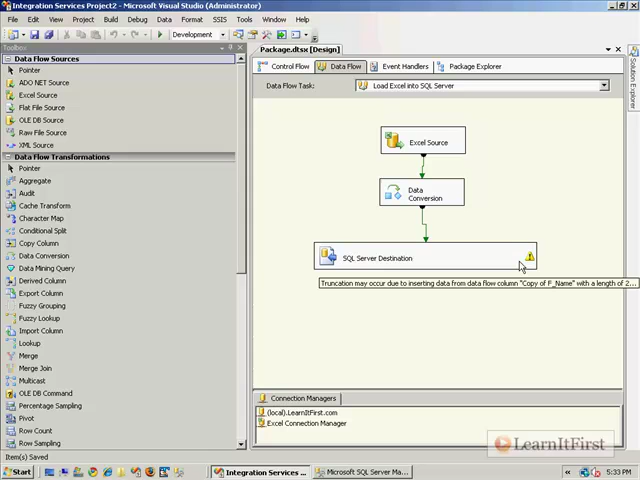 Integration Services Project2 - Microsoft Visual Studio (Administrator)
File Edit View Project Build Debug Data Format SSIS Tools Window Help
Development
Toolbox
Package.dtsx [Design]
Data Flow Sources
Pointer
ADO NET Source
Excel Source
Flat File Source
OLE DB Source
Raw File Source
XML Source
Data Flow Transformations
Pointer
Aggregate
Audit
Cache Transform
Character Map
Conditional Split
Copy Column
Data Conversion
Data Mining Query
Derived Column
Export Column
Fuzzy Grouping
Fuzzy Lookup
Import Column
Lookup
Merge
Merge Join
Multicast
OLE DB Command
Percentage Sampling
Pivot
Row Count
Row Sampling
Control Flow
Data Flow
Event Handlers
Package Explorer
Data Flow Task:
Load Excel into SQL Server
Excel Source
Data
Conversion
SQL Server Destination
Truncation may occur due to inserting data from data flow column "Copy of F_Name" with a length of 2...
Connection Managers
(local).LearnItFirst.com
Excel Connection Manager
Solution Explorer
LearnItFirst
Item(s) Saved
Start
Integration Services ...
Microsoft SQL Server Ma...
5:33 PM